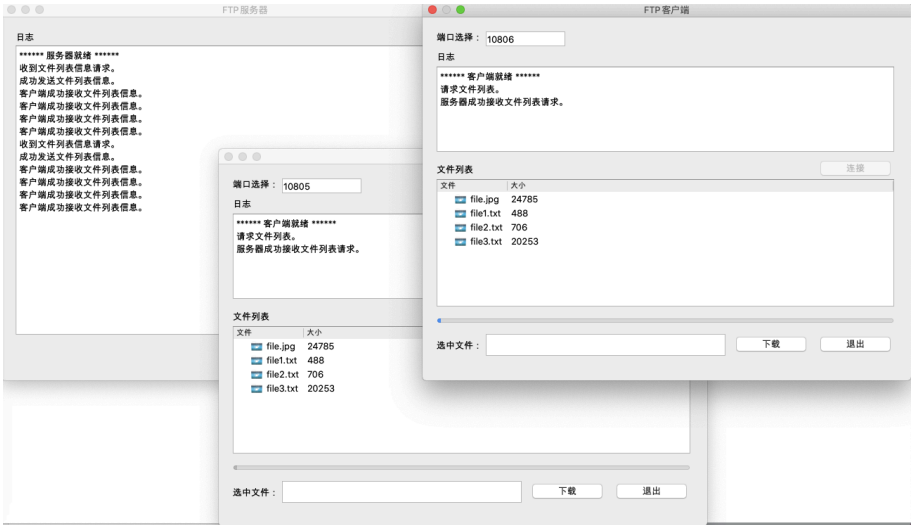 FTP服务器
日志
****** 服务器就绪 ******
收到文件列表信息请求。
成功发送文件列表信息。
客户端成功接收文件列表信息。
客户端成功接收文件列表信息。
客户端成功接收文件列表信息。
客户端成功接收文件列表信息。
收到文件列表信息请求。
成功发送文件列表信息。
客户端成功接收文件列表信息。
客户端成功接收文件列表信息。
客户端成功接收文件列表信息。
客户端成功接收文件列表信息。
端口选择： 10805
日志
****** 客户端就绪 ******
请求文件列表。
服务器成功接收文件列表请求。
文件列表
文件 大小
file.jpg 24785
file1.txt 488
file2.txt 706
file3.txt 20253
选中文件： 下载 退出
FTP客户端
端口选择： 10806
日志
****** 客户端就绪 ******
请求文件列表。
服务器成功接收文件列表请求。
文件列表 连接
文件 大小
file.jpg 24785
file1.txt 488
file2.txt 706
file3.txt 20253
选中文件： 下载 退出